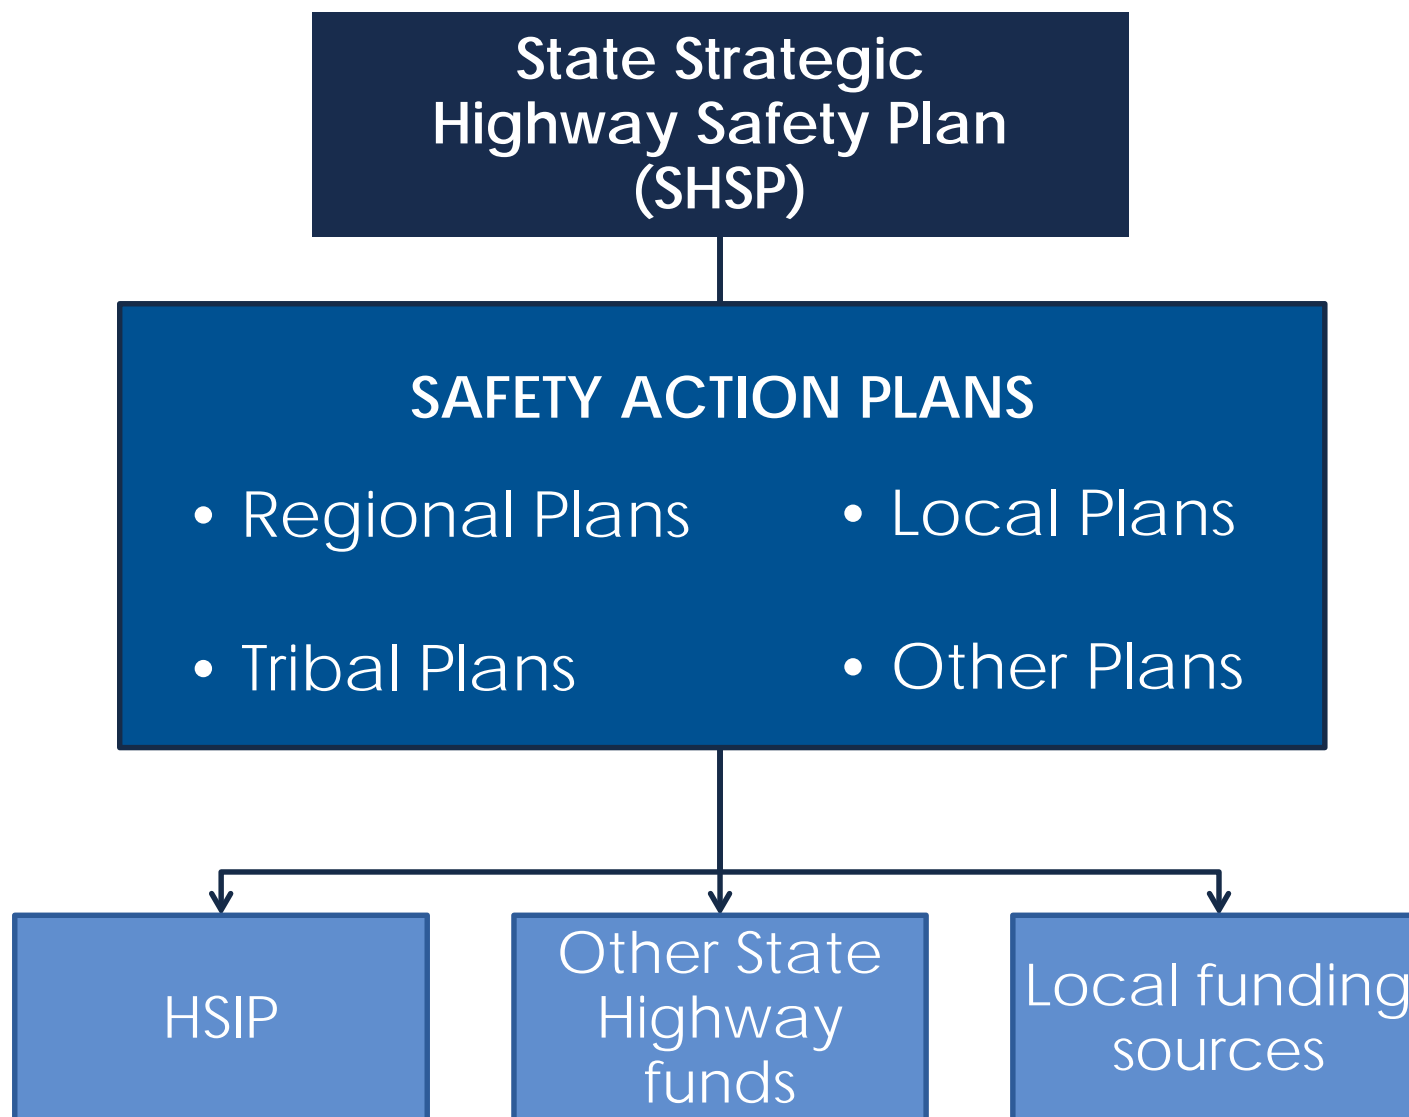 State Strategic
Highway Safety Plan
(SHSP)
SAFETY ACTION PLANS
• Regional Plans
• Local Plans
• Tribal Plans
• Other Plans
HSIP
Other State
Highway
funds
Local funding
sources